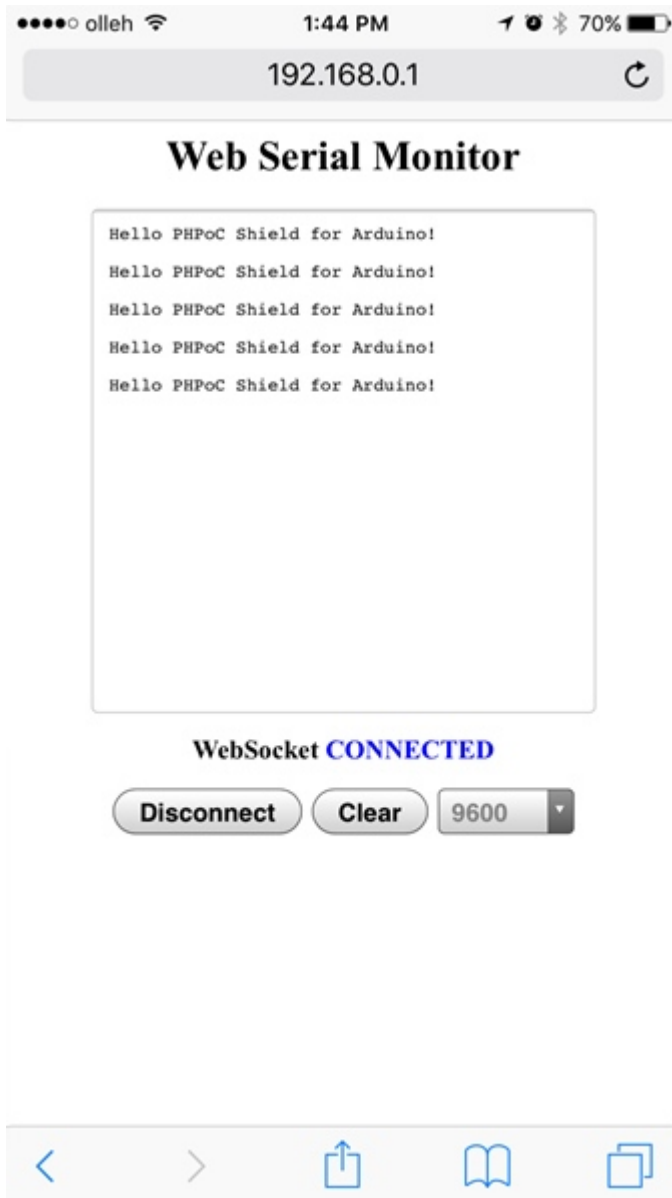 olleh 1:44 PM 70%
192.168.0.1
Web Serial Monitor
Hello PHPoC Shield for Arduino!
Hello PHPoC Shield for Arduino!
Hello PHPoC Shield for Arduino!
Hello PHPoC Shield for Arduino!
Hello PHPoC Shield for Arduino!
WebSocket CONNECTED
Disconnect Clear 9600